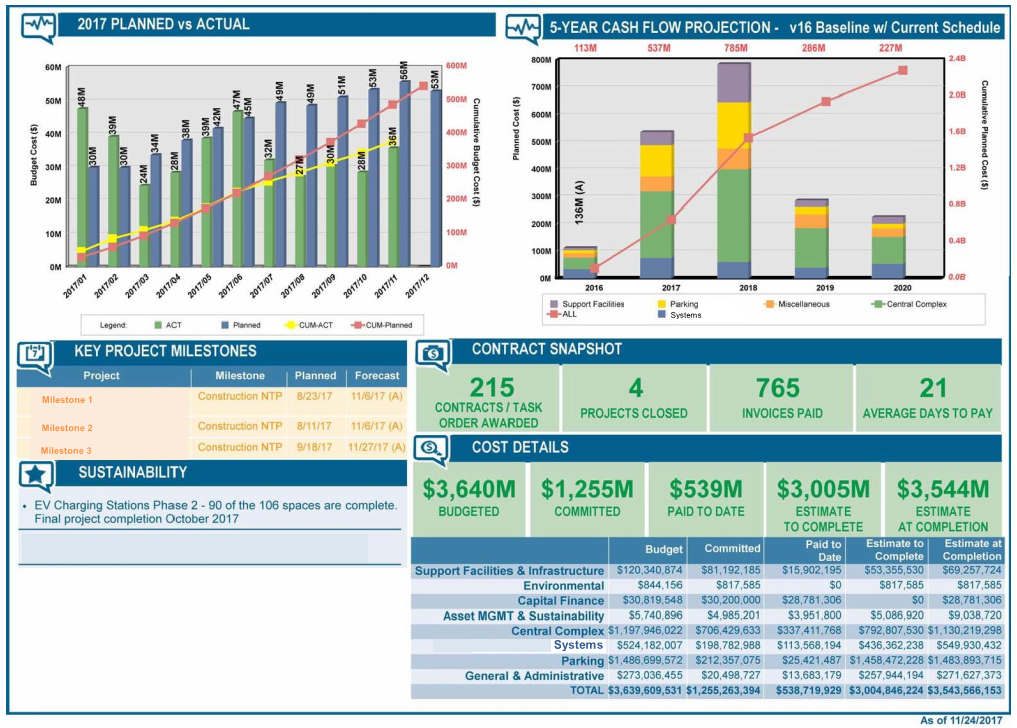 2017 PLANNED vs ACTUAL
60M
50M
40M
30M
20M
10M
0M
Budget Cost ($)
48M
30M
39M
30M
24M
34M
28M
38M
39M
42M
47M
45M
32M
49M
27M
49M
30M
51M
28M
53M
36M
56M
53M
600M
500M
400M
300M
200M
100M
0M
Cumulative Budget Cost ($)
2017/01
2017/02
2017/03
2017/04
2017/05
2017/06
2017/07
2017/08
2017/09
2017/10
2017/11
2017/12
Legend: ACT Planned CUM-ACT CUM-Planned
5-YEAR CASH FLOW PROJECTION - v16 Baseline w/ Current Schedule
113M 537M 785M 286M 227M
800M
700M
600M
500M
400M
300M
200M
100M
0M
Planned Cost ($)
136M (A)
2.4B
2.0B
1.6B
1.2B
0.8B
0.4B
0.0B
Cumulative Planned Cost ($)
2016 2017 2018 2019 2020
Support Facilities Parking Miscellaneous Central Complex
ALL Systems
KEY PROJECT MILESTONES
Project Milestone Planned Forecast
Milestone 1 Construction NTP 8/23/17 11/6/17 (A)
Milestone 2 Construction NTP 8/11/17 11/6/17 (A)
Milestone 3 Construction NTP 9/18/17 11/27/17 (A)
SUSTAINABILITY
• EV Charging Stations Phase 2 - 90 of the 106 spaces are complete.
Final project completion October 2017
CONTRACT SNAPSHOT
215
CONTRACTS / TASK
ORDER AWARDED
4
PROJECTS CLOSED
765
INVOICES PAID
21
AVERAGE DAYS TO PAY
COST DETAILS
$3,640M
BUDGETED
$1,255M
COMMITTED
$539M
PAID TO DATE
$3,005M
ESTIMATE
TO COMPLETE
$3,544M
ESTIMATE
AT COMPLETION
Budget Committed Paid to Date Estimate to Complete Estimate at Completion
Support Facilities & Infrastructure $120,340,874 $81,192,185 $15,902,195 $53,355,530 $69,257,724
Environmental $844,156 $817,585 $0 $817,585 $817,585
Capital Finance $30,819,548 $30,200,000 $28,781,306 $0 $28,781,306
Asset MGMT & Sustainability $5,740,896 $4,985,201 $3,951,800 $5,086,920 $9,038,720
Central Complex $1,197,946,022 $706,429,633 $337,411,768 $792,807,530 $1,130,219,298
Systems $524,182,007 $198,782,988 $113,568,194 $436,362,238 $549,930,432
Parking $1,486,699,572 $212,357,075 $25,421,487 $1,458,472,228 $1,483,893,715
General & Administrative $273,036,455 $20,498,727 $13,683,179 $257,944,194 $271,627,373
TOTAL $3,639,609,531 $1,255,263,394 $538,719,929 $3,004,846,224 $3,543,566,153
As of 11/24/2017